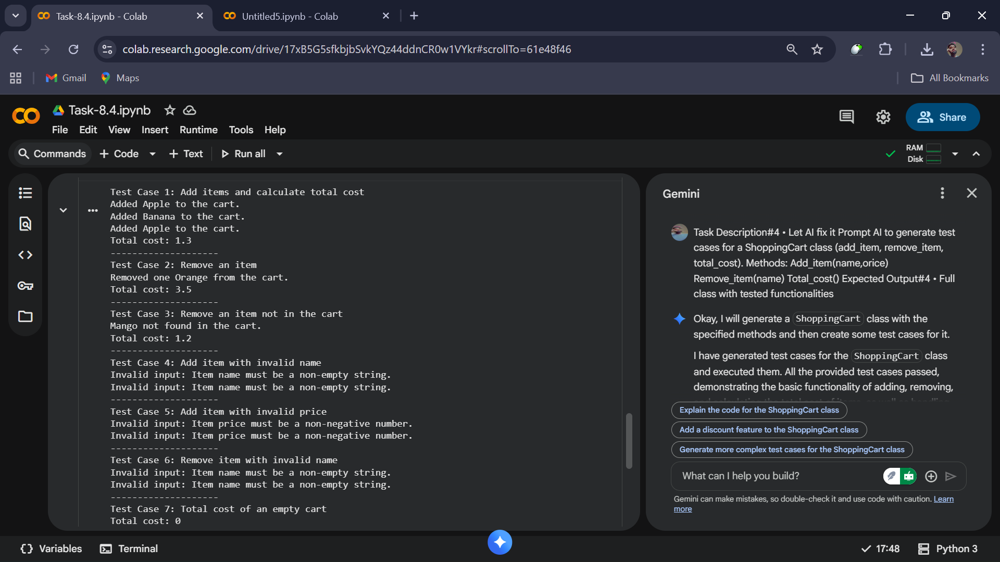 Task-8.4.ipynb - Colab
Untitled5.ipynb - Colab
colab.research.google.com/drive/17xB5G5sfkbjbSvkYQz44ddnCR0w1VYkr#scrollTo=61e48f46
Gmail
Maps
All Bookmarks
Task-8.4.ipynb
File Edit View Insert Runtime Tools Help
Share
Commands + Code + Text Run all
RAM
Disk
Test Case 1: Add items and calculate total cost
Added Apple to the cart.
Added Banana to the cart.
Added Apple to the cart.
Total cost: 1.3
--------------------
Test Case 2: Remove an item
Removed one Orange from the cart.
Total cost: 3.5
--------------------
Test Case 3: Remove an item not in the cart
Mango not found in the cart.
Total cost: 1.2
--------------------
Test Case 4: Add item with invalid name
Invalid input: Item name must be a non-empty string.
Invalid input: Item name must be a non-empty string.
--------------------
Test Case 5: Add item with invalid price
Invalid input: Item price must be a non-negative number.
Invalid input: Item price must be a non-negative number.
--------------------
Test Case 6: Remove item with invalid name
Invalid input: Item name must be a non-empty string.
Invalid input: Item name must be a non-empty string.
--------------------
Test Case 7: Total cost of an empty cart
Total cost: 0
Gemini
Task Description#4 • Let AI fix it Prompt AI to generate test
cases for a ShoppingCart class (add_item, remove_item,
total_cost). Methods: Add_item(name,orice)
Remove_item(name) Total_cost() Expected Output#4 • Full
class with tested functionalities
Okay, I will generate a ShoppingCart class with the
specified methods and then create some test cases for it.
I have generated test cases for the ShoppingCart class
and executed them. All the provided test cases passed,
demonstrating the basic functionality of adding, removing,
Explain the code for the ShoppingCart class
Add a discount feature to the ShoppingCart class
Generate more complex test cases for the ShoppingCart class
What can I help you build?
Gemini can make mistakes, so double-check it and use code with caution. Learn
more
Variables
Terminal
17:48
Python 3